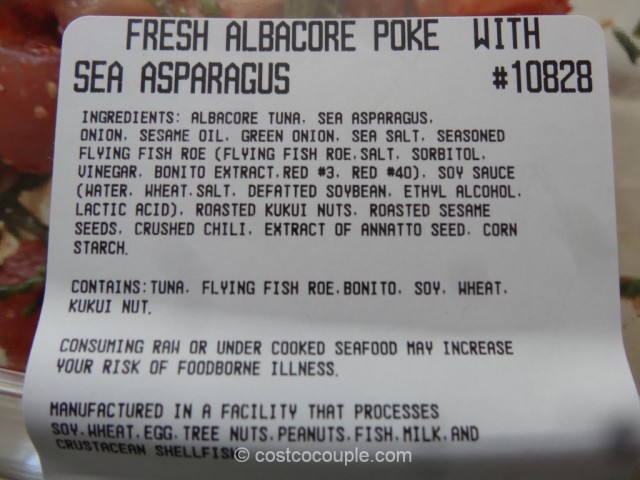 FRESH ALBACORE POKE WITH
SEA ASPARAGUS #10828
INGREDIENTS: ALBACORE TUNA, SEA ASPARAGUS,
ONION, SESAME OIL, GREEN ONION, SEA SALT, SEASONED
FLYING FISH ROE (FLYING FISH ROE,SALT, SORBITOL,
VINEGAR, BONITO EXTRACT,RED #3, RED #40), SOY SAUCE
(WATER, WHEAT,SALT, DEFATTED SOYBEAN, ETHYL ALCOHOL,
LACTIC ACID), ROASTED KUKUI NUTS, ROASTED SESAME
SEEDS, CRUSHED CHILI, EXTRACT OF ANNATTO SEED, CORN
STARCH.
CONTAINS:TUNA, FLYING FISH ROE,BONITO, SOY, WHEAT,
KUKUI NUT.
CONSUMING RAW OR UNDER COOKED SEAFOOD MAY INCREASE
YOUR RISK OF FOODBORNE ILLNESS.
MANUFACTURED IN A FACILITY THAT PROCESSES
SOY,WHEAT,EGG,TREE NUTS,PEANUTS,FISH,MILK,AND
CRUSTACEAN SHELLFISH
© costcocouple.com